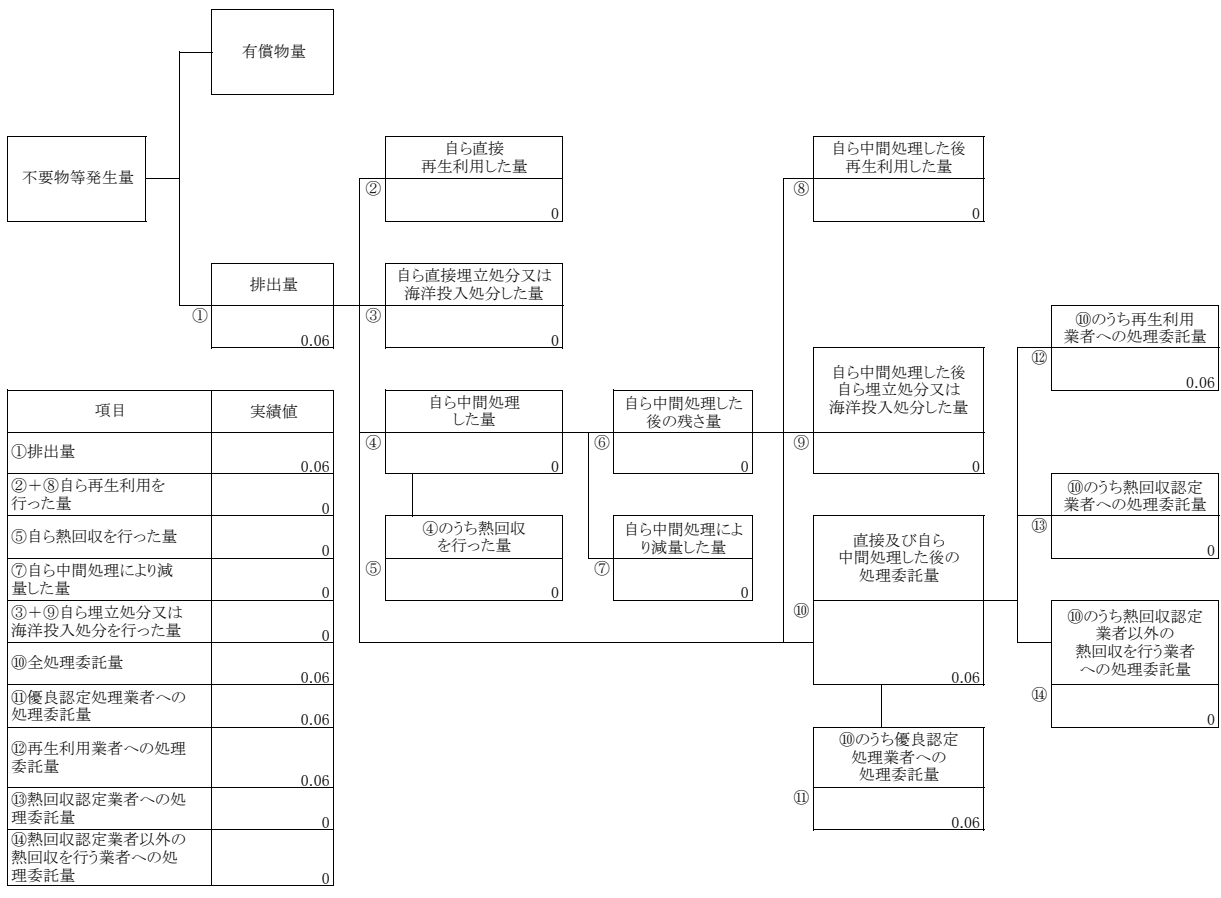 有償物量
不要物等発生量
排出量
①
0.06
自ら直接
再生利用した量
②
0
自ら直接埋立処分又は
海洋投入処分した量
③
0
自ら中間処理
した量
④
0
④のうち熱回収
を行った量
⑤
0
自ら中間処理した
後の残さ量
⑥
0
自ら中間処理によ
り減量した量
⑦
0
自ら中間処理した後
再生利用した量
⑧
0
自ら中間処理した後
自ら埋立処分又は
海洋投入処分した量
⑨
0
直接及び自ら
中間処理した後の
処理委託量
⑩
0.06
⑩のうち優良認定
処理業者への
処理委託量
⑪
0.06
⑩のうち再生利用
業者への処理委託量
⑫
0.06
⑩のうち熱回収認定
業者への処理委託量
⑬
0
⑩のうち熱回収認定
業者以外の
熱回収を行う業者
への処理委託量
⑭
0
項目 実績値
①排出量
0.06
②＋⑧自ら再生利用を
行った量
0
⑤自ら熱回収を行った量
0
⑦自ら中間処理により減
量した量
0
③＋⑨自ら埋立処分又は
海洋投入処分を行った量
0
⑩全処理委託量
0.06
⑪優良認定処理業者への
処理委託量
0.06
⑫再生利用業者への処理
委託量
0.06
⑬熱回収認定業者への処
理委託量
0
⑭熱回収認定業者以外の
熱回収を行う業者への処
理委託量
0